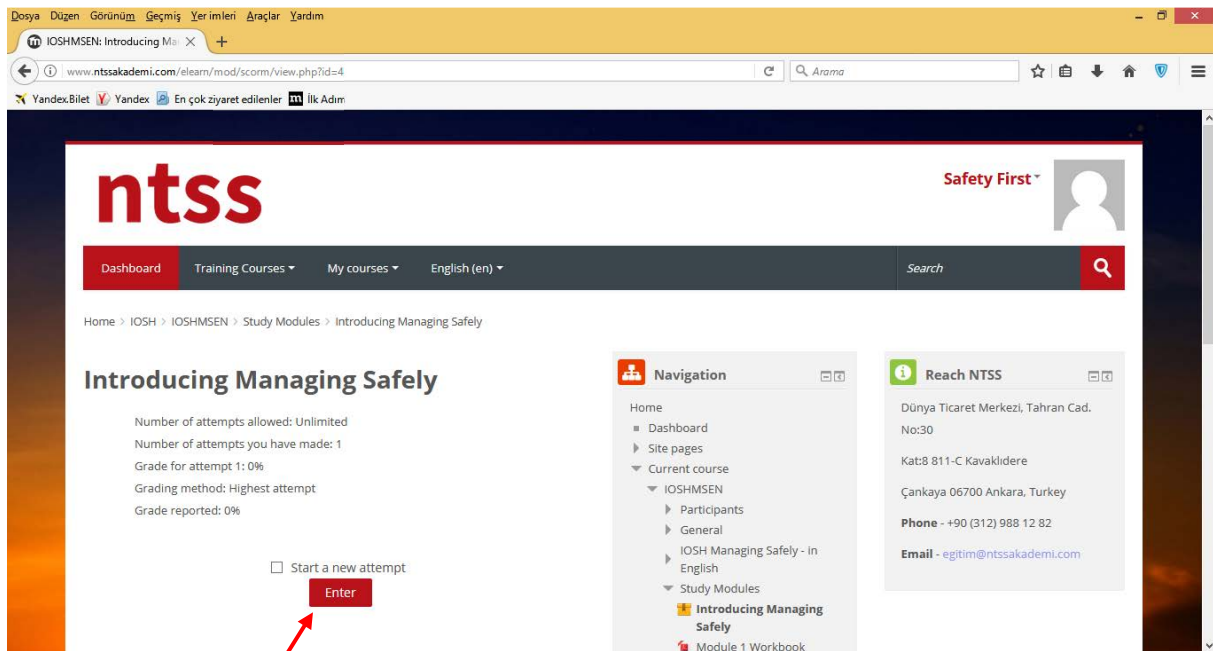 Dosya Düzen Görünüm Geçmiş Yer imleri Araçlar Yardım
IOSHMSEN: Introducing Ma
www.ntssakademi.com/elearn/mod/scorm/view.php?id=4
Arama
Yandex.Bilet Yandex En çok ziyaret edilenler İlk Adım
ntss
Safety First
Dashboard Training Courses My courses English (en) Search
Home > IOSH > IOSHMSEN > Study Modules > Introducing Managing Safely
Introducing Managing Safely
Number of attempts allowed: Unlimited
Number of attempts you have made: 1
Grade for attempt 1: 0%
Grading method: Highest attempt
Grade reported: 0%
Start a new attempt
Enter
Navigation
Home
Dashboard
Site pages
Current course
IOSHMSEN
Participants
General
IOSH Managing Safely - in
English
Study Modules
Introducing Managing
Safely
Module 1 Workbook
Reach NTSS
Dünya Ticaret Merkezi, Tahran Cad.
No:30
Kat:8 811-C Kavaklıdere
Çankaya 06700 Ankara, Turkey
Phone - +90 (312) 988 12 82
Email - egitim@ntssakademi.com